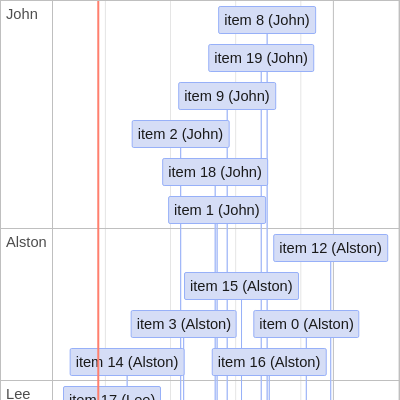 John
item 8 (John)
item 19 (John)
item 9 (John)
item 2 (John)
item 18 (John)
item 1 (John)
Alston
item 12 (Alston)
item 15 (Alston)
item 3 (Alston)
item 0 (Alston)
item 14 (Alston)
item 16 (Alston)
Lee
item 17 (Lee)